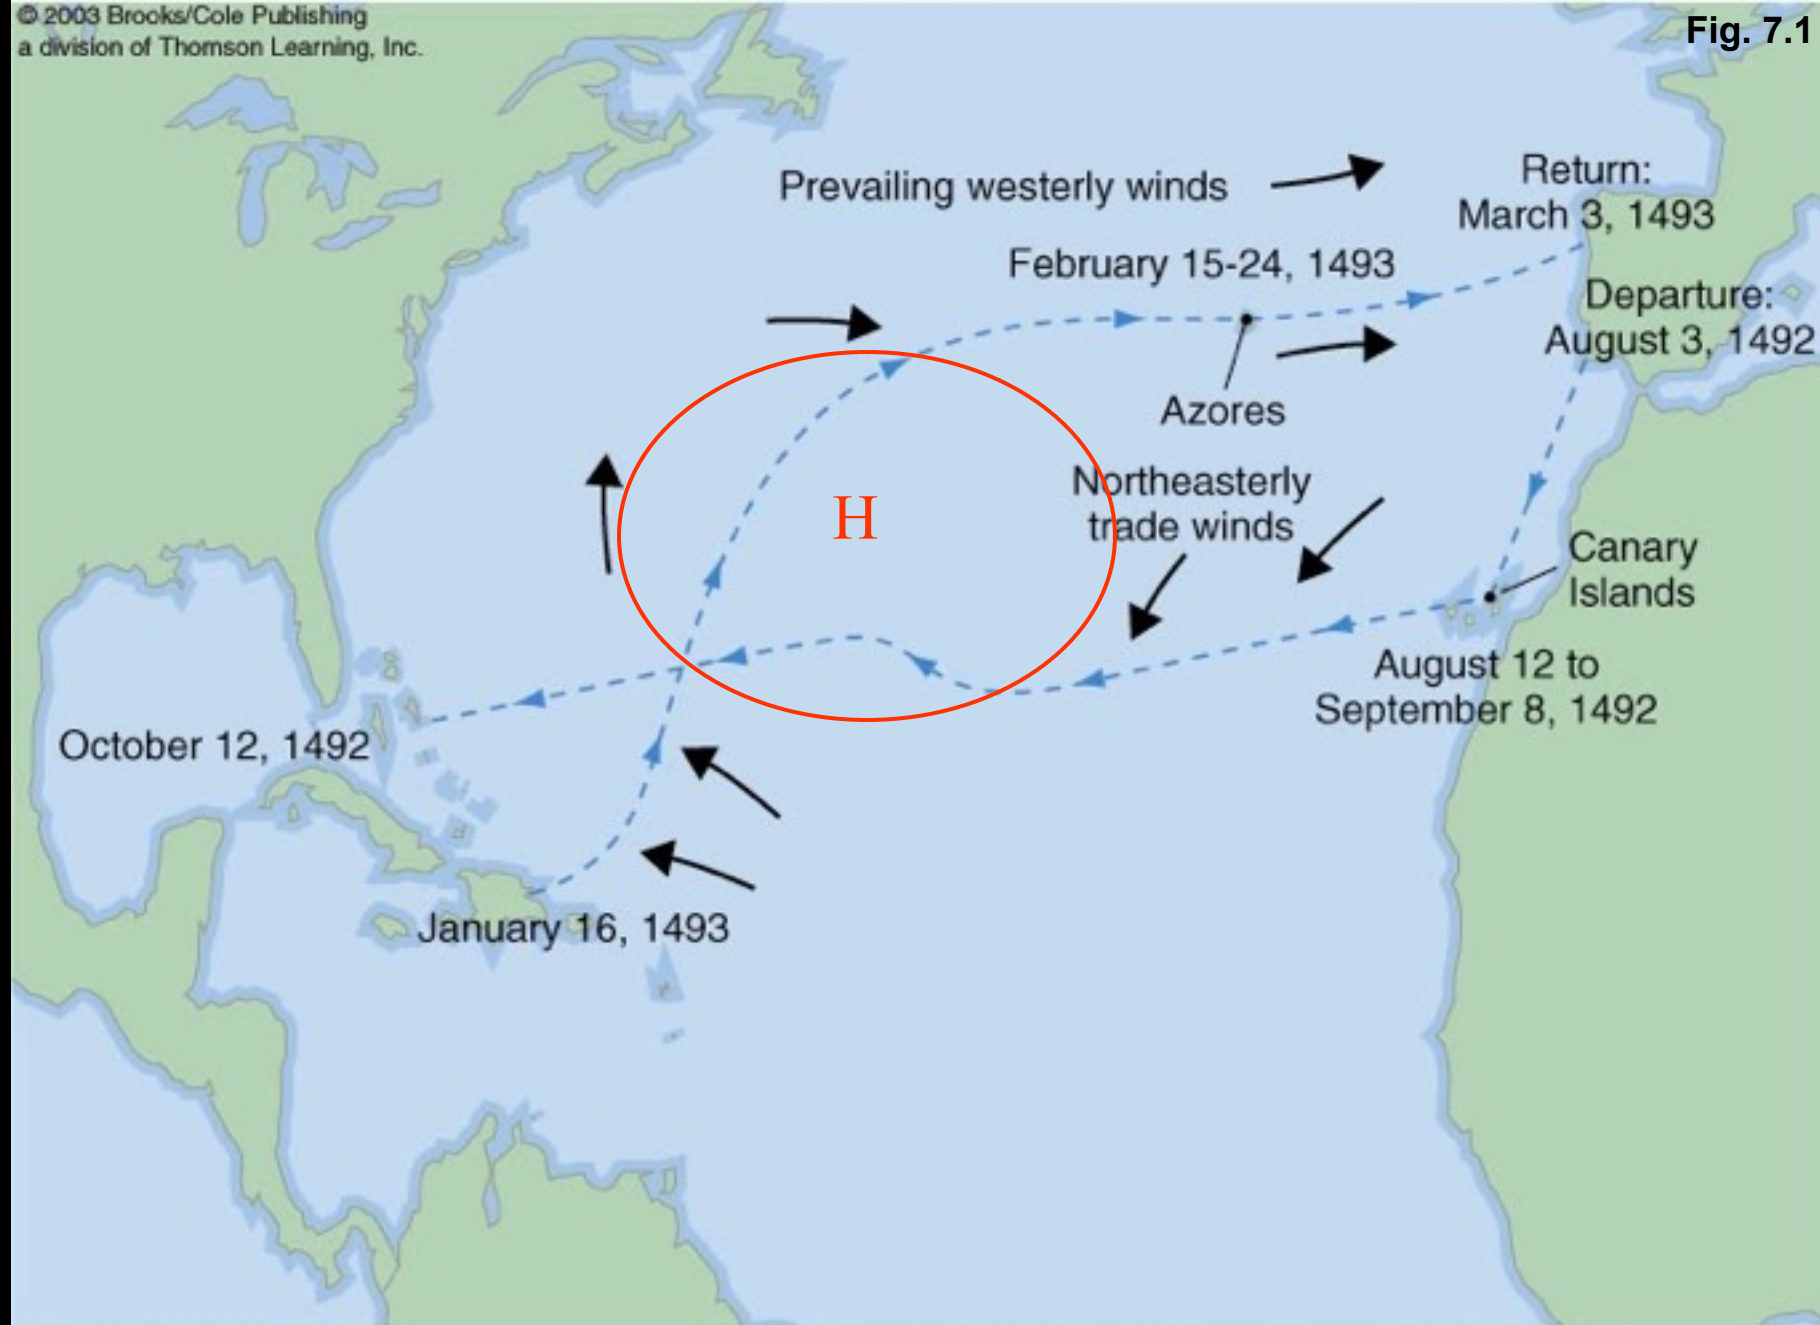 © 2003 Brooks/Cole Publishing
a division of Thomson Learning, Inc.
Fig. 7.1
Prevailing westerly winds
Return:
March 3, 1493
February 15-24, 1493
Departure:
August 3, 1492
Azores
Northeasterly
trade winds
H
Canary
Islands
August 12 to
September 8, 1492
October 12, 1492
January 16, 1493